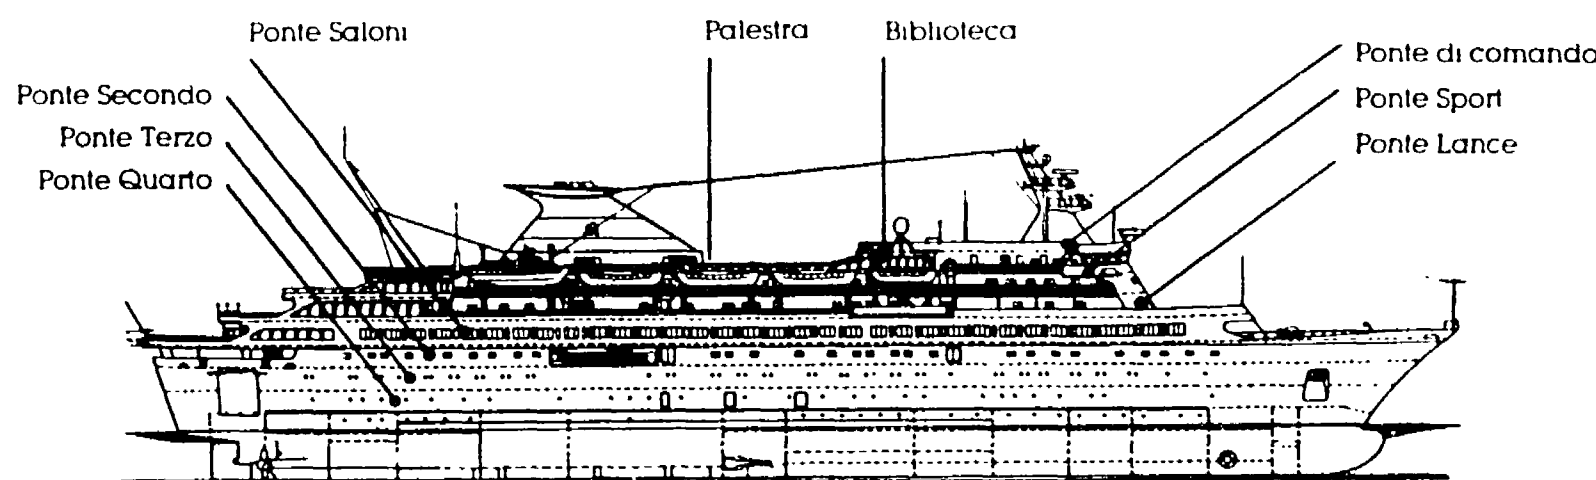 Ponte Saloni
Palestra
Biblioteca
Ponte di comando
Ponte Secondo
Ponte Sport
Ponte Terzo
Ponte Lance
Ponte Quarto